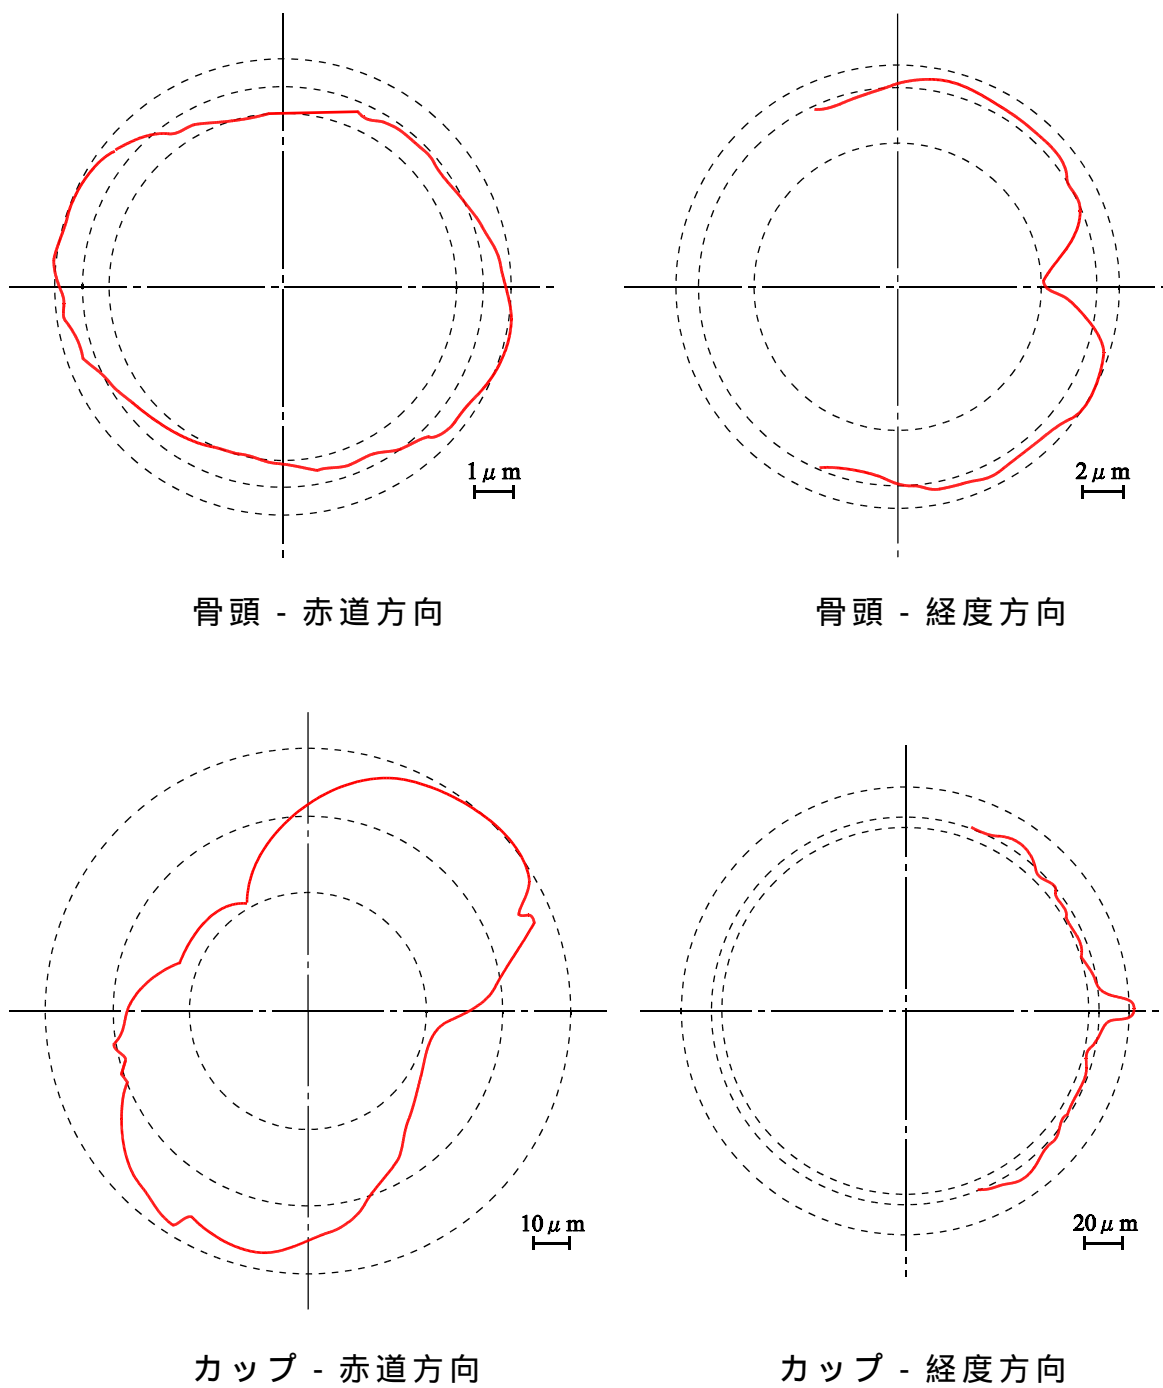 1μm
2μm
骨頭 - 赤道方向
骨頭 - 経度方向
10μm
20μm
カップ - 赤道方向
カップ - 経度方向